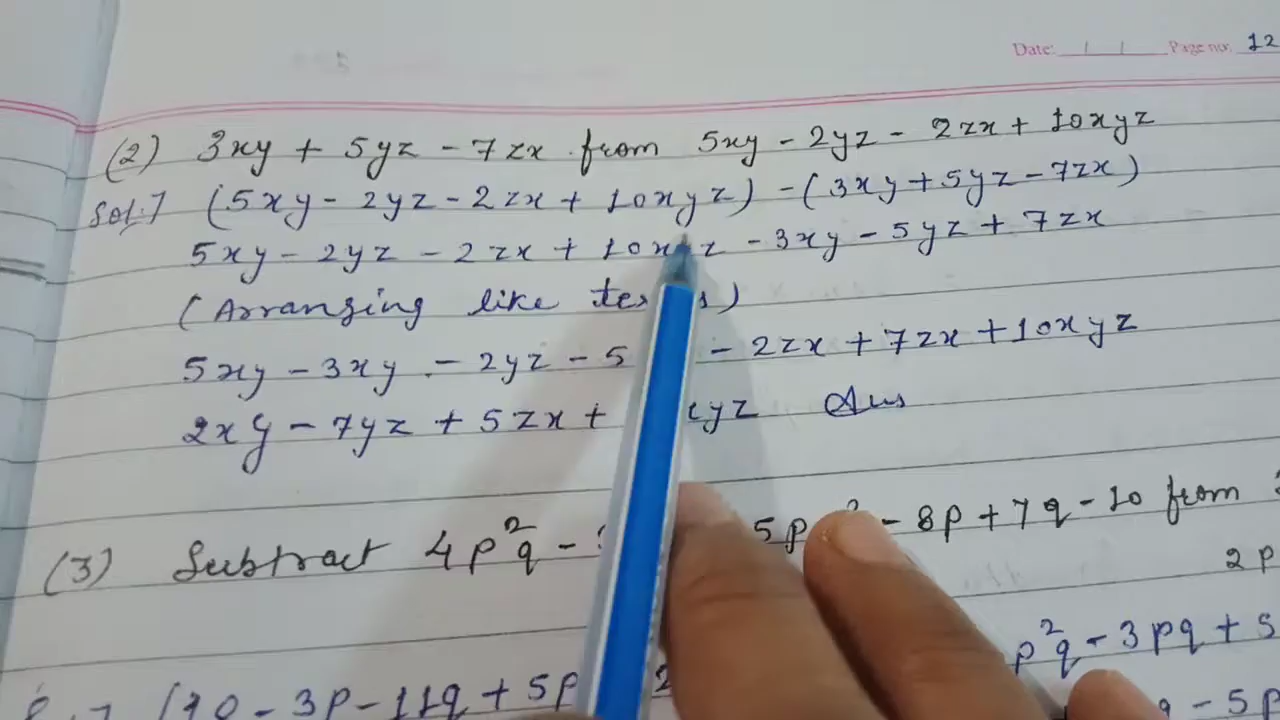 Date: / / Page no: 12
(2) 3xy + 5yz - 7zx from 5xy - 2yz - 2zx + 10xyz
Sol:7 (5xy - 2yz - 2zx + 10xyz) - (3xy + 5yz - 7zx)
5xy - 2yz - 2zx + 10x z - 3xy - 5yz + 7zx
(Arranging like )
5xy - 3xy - 2yz - 5 - 2zx + 7zx + 10xyz
2xy - 7yz + 5zx + yz Ans
(3) Subtract 4p²q - 5p - 8p + 7q - 10 from
2p
p²q - 3pq + 5
(10 - 3p - 11q + 5p
q - 5p